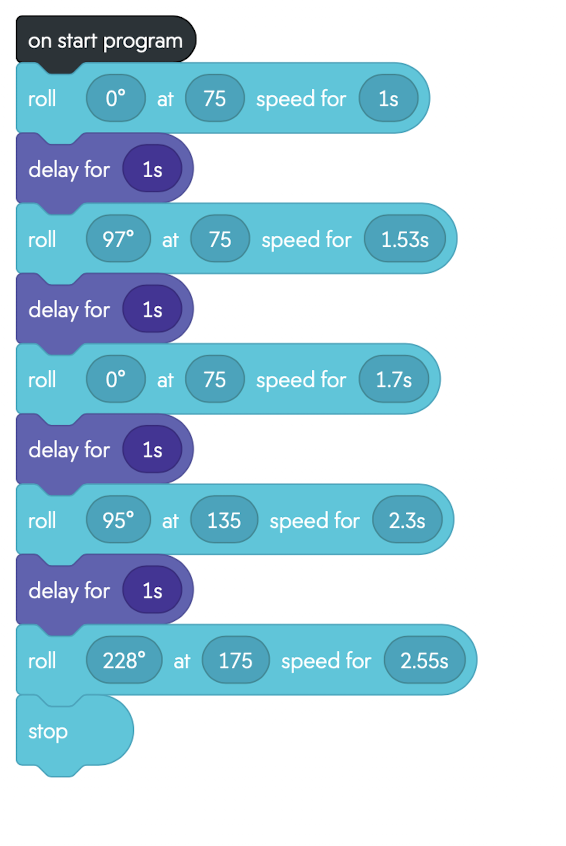 on start program
roll 0° at 75 speed for 1s
delay for 1s
roll 97° at 75 speed for 1.53s
delay for 1s
roll 0° at 75 speed for 1.7s
delay for 1s
roll 95° at 135 speed for 2.3s
delay for 1s
roll 228° at 175 speed for 2.55s
stop